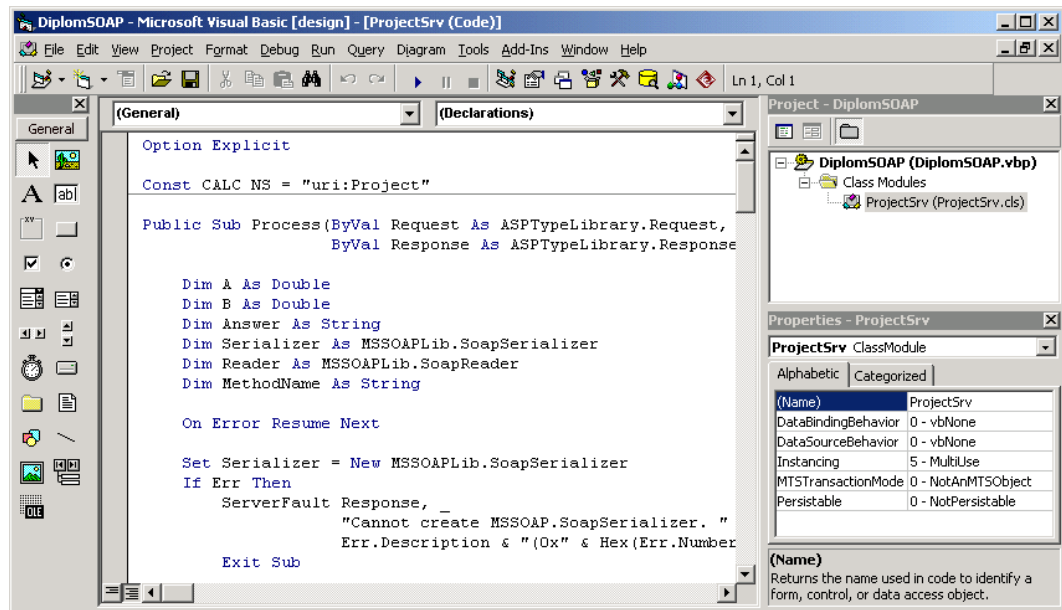 DiplomSOAP - Microsoft Visual Basic [design] - [ProjectSrv (Code)]
File Edit View Project Format Debug Run Query Diagram Tools Add-Ins Window Help
Ln 1, Col 1
General
A
ab|
XY
OLE
(General) (Declarations)
Option Explicit
Const CALC NS = "uri:Project"
Public Sub Process(ByVal Request As ASPTypeLibrary.Request,
ByVal Response As ASPTypeLibrary.Response
Dim A As Double
Dim B As Double
Dim Answer As String
Dim Serializer As MSSOAPLib.SoapSerializer
Dim Reader As MSSOAPLib.SoapReader
Dim MethodName As String
On Error Resume Next
Set Serializer = New MSSOAPLib.SoapSerializer
If Err Then
ServerFault Response, _
"Cannot create MSSOAP.SoapSerializer. "
Err.Description & "(0x" & Hex(Err.Number
Exit Sub
Project - DiplomSOAP
DiplomSOAP (DiplomSOAP.vbp)
Class Modules
ProjectSrv (ProjectSrv.cls)
Properties - ProjectSrv
ProjectSrv ClassModule
Alphabetic Categorized
(Name) ProjectSrv
DataBindingBehavior 0 - vbNone
DataSourceBehavior 0 - vbNone
Instancing 5 - MultiUse
MTSTransactionMode 0 - NotAnMTSObject
Persistable 0 - NotPersistable
(Name)
Returns the name used in code to identify a
form, control, or data access object.